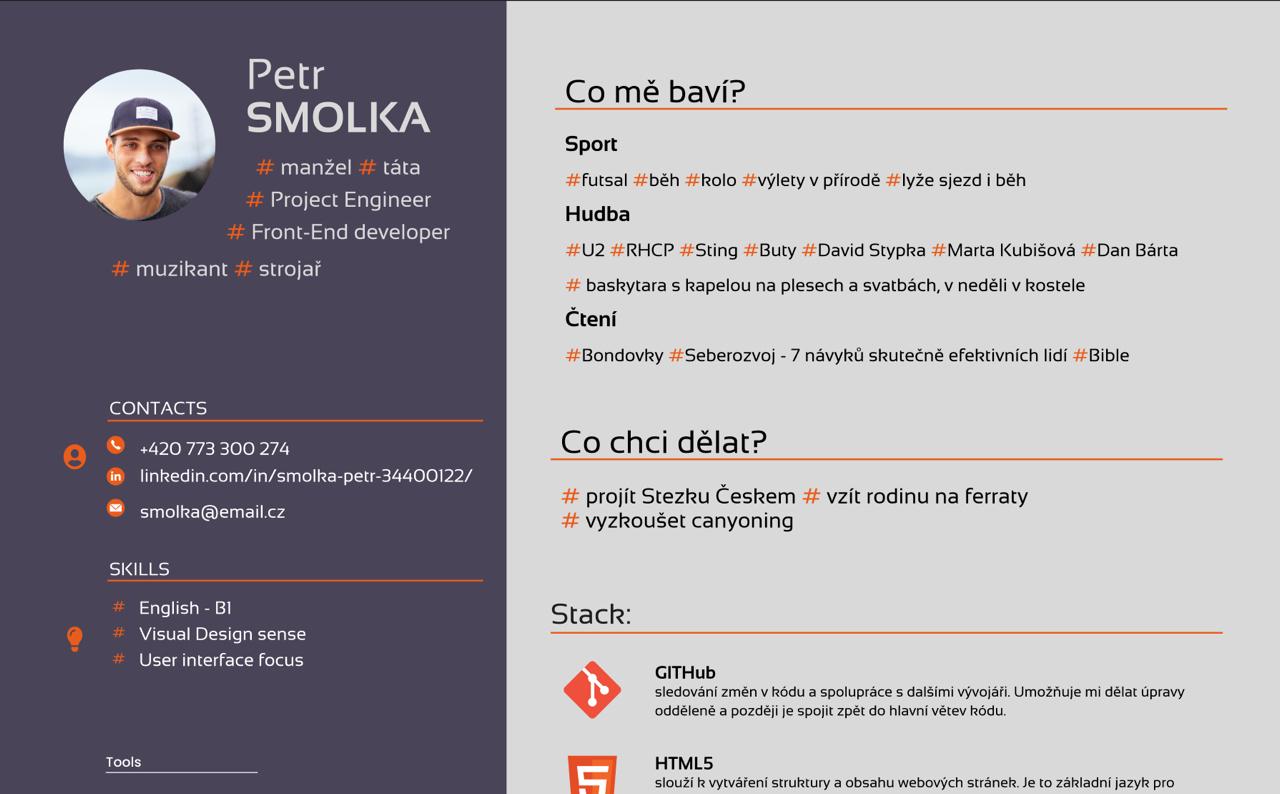 Petr
SMOLKA
# manžel # táta
# Project Engineer
# Front-End developer
# muzikant # strojař
CONTACTS
+420 773 300 274
linkedin.com/in/smolka-petr-34400122/
smolka@email.cz
SKILLS
# English - B1
# Visual Design sense
# User interface focus
Tools
Co mě baví?
Sport
#futsal #běh #kolo #výlety v přírodě #lyže sjezd i běh
Hudba
#U2 #RHCP #Sting #Buty #David Stypka #Marta Kubišová #Dan Bárta
# baskytara s kapelou na plesech a svatbách, v neděli v kostele
Čtení
#Bondovky #Seberozvoj - 7 návyků skutečně efektivních lidí #Bible
Co chci dělat?
# projít Stezku Českem # vzít rodinu na ferraty
# vyzkoušet canyoning
Stack:
GITHub
sledování změn v kódu a spolupráce s dalšími vývojáři. Umožňuje mi dělat úpravy
odděleně a později je spojit zpět do hlavní větev kódu.
HTML5
slouží k vytváření struktury a obsahu webových stránek. Je to základní jazyk pro